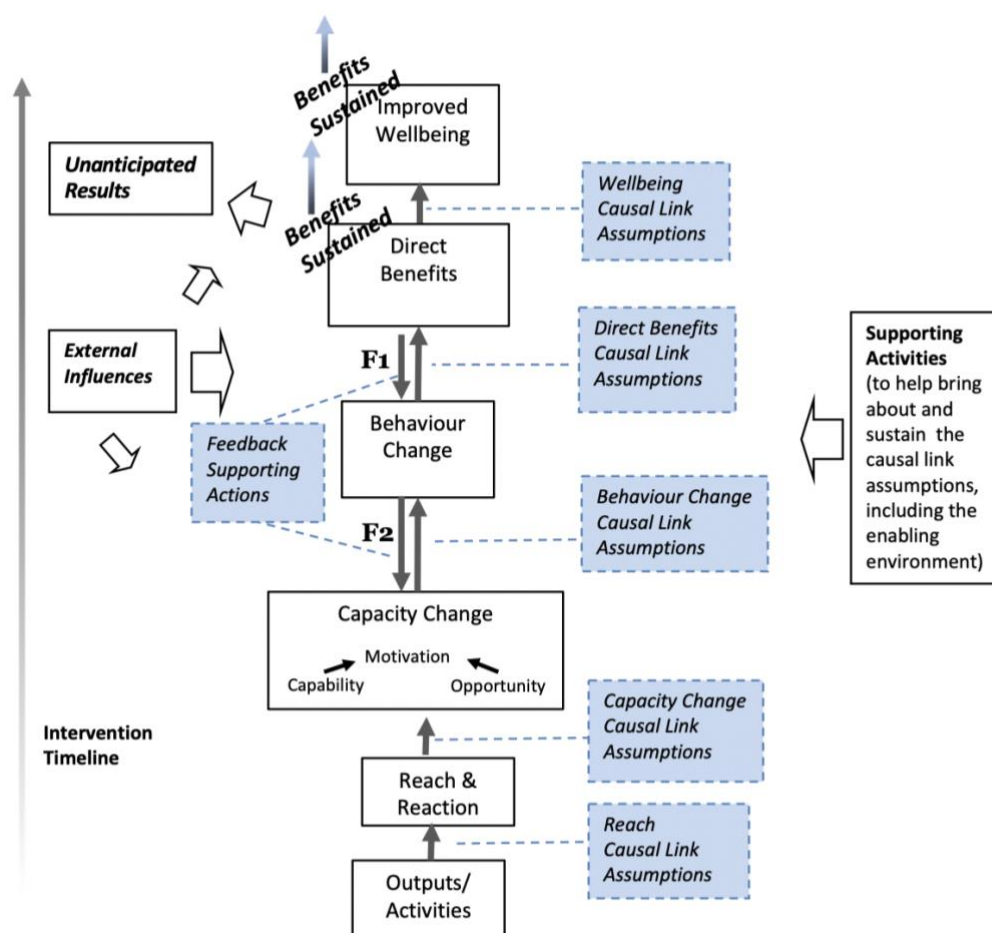 Benefits
Sustained
Improved
Wellbeing
Unanticipated
Results
Wellbeing
Causal Link
Assumptions
Benefits
Sustained
Direct
Benefits
External
Influences
F1
Direct Benefits
Causal Link
Assumptions
Supporting
Activities
(to help bring
about and
sustain the
causal link
assumptions,
including the
enabling
environment)
Feedback
Supporting
Actions
Behaviour
Change
F2
Behaviour Change
Causal Link
Assumptions
Capacity Change
Motivation
Capability
Opportunity
Capacity Change
Causal Link
Assumptions
Intervention
Timeline
Reach &
Reaction
Reach
Causal Link
Assumptions
Outputs/
Activities